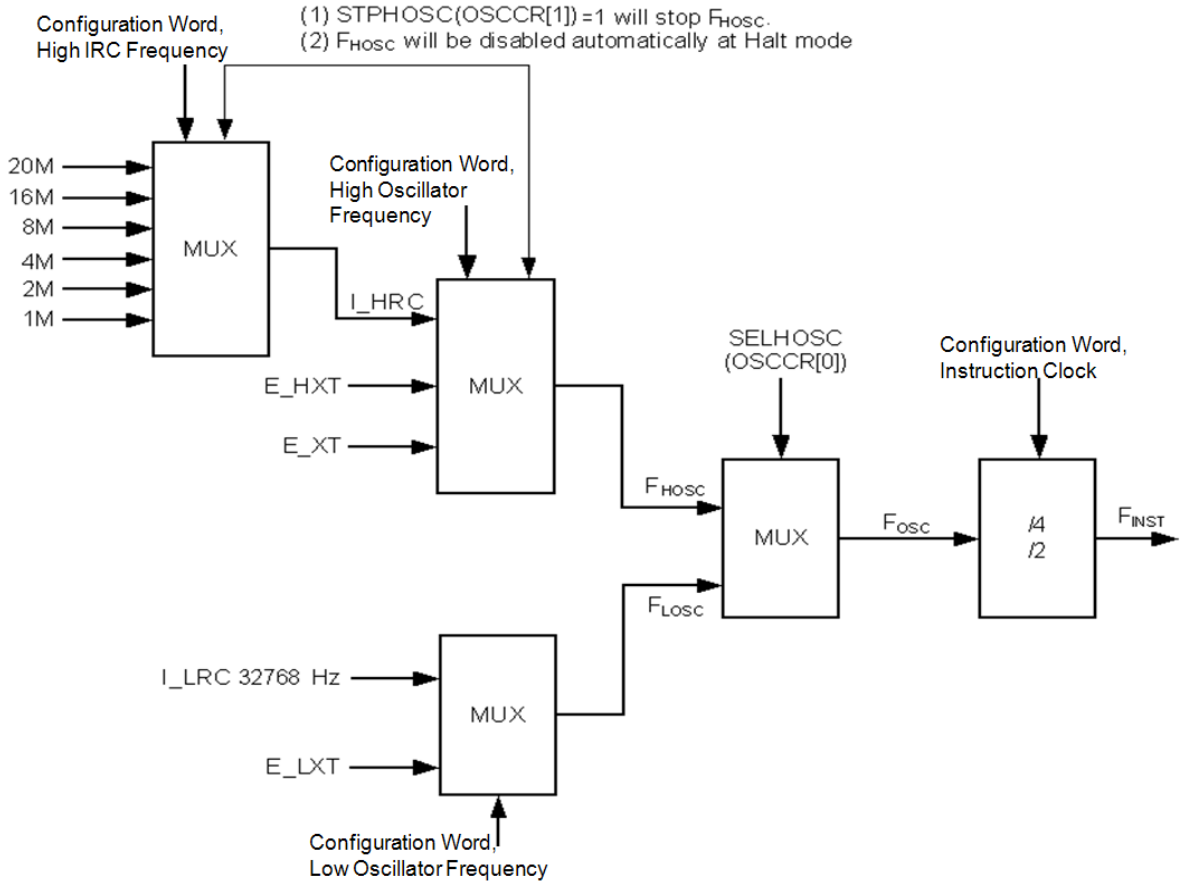 Configuration Word,
High IRC Frequency
(1) STPHOSC(OSCCR[1])=1 will stop FHOSC.
(2) FHOSC will be disabled automatically at Halt mode
20M
16M
8M
4M
2M
1M
MUX
Configuration Word,
High Oscillator
Frequency
I_HRC
E_HXT
E_XT
MUX
FHOSC
SELHOSC
(OSCCR[0])
Configuration Word,
Instruction Clock
MUX
FOSC
/4
/2
FINST
FLOSC
I_LRC 32768 Hz
E_LXT
MUX
Configuration Word,
Low Oscillator Frequency